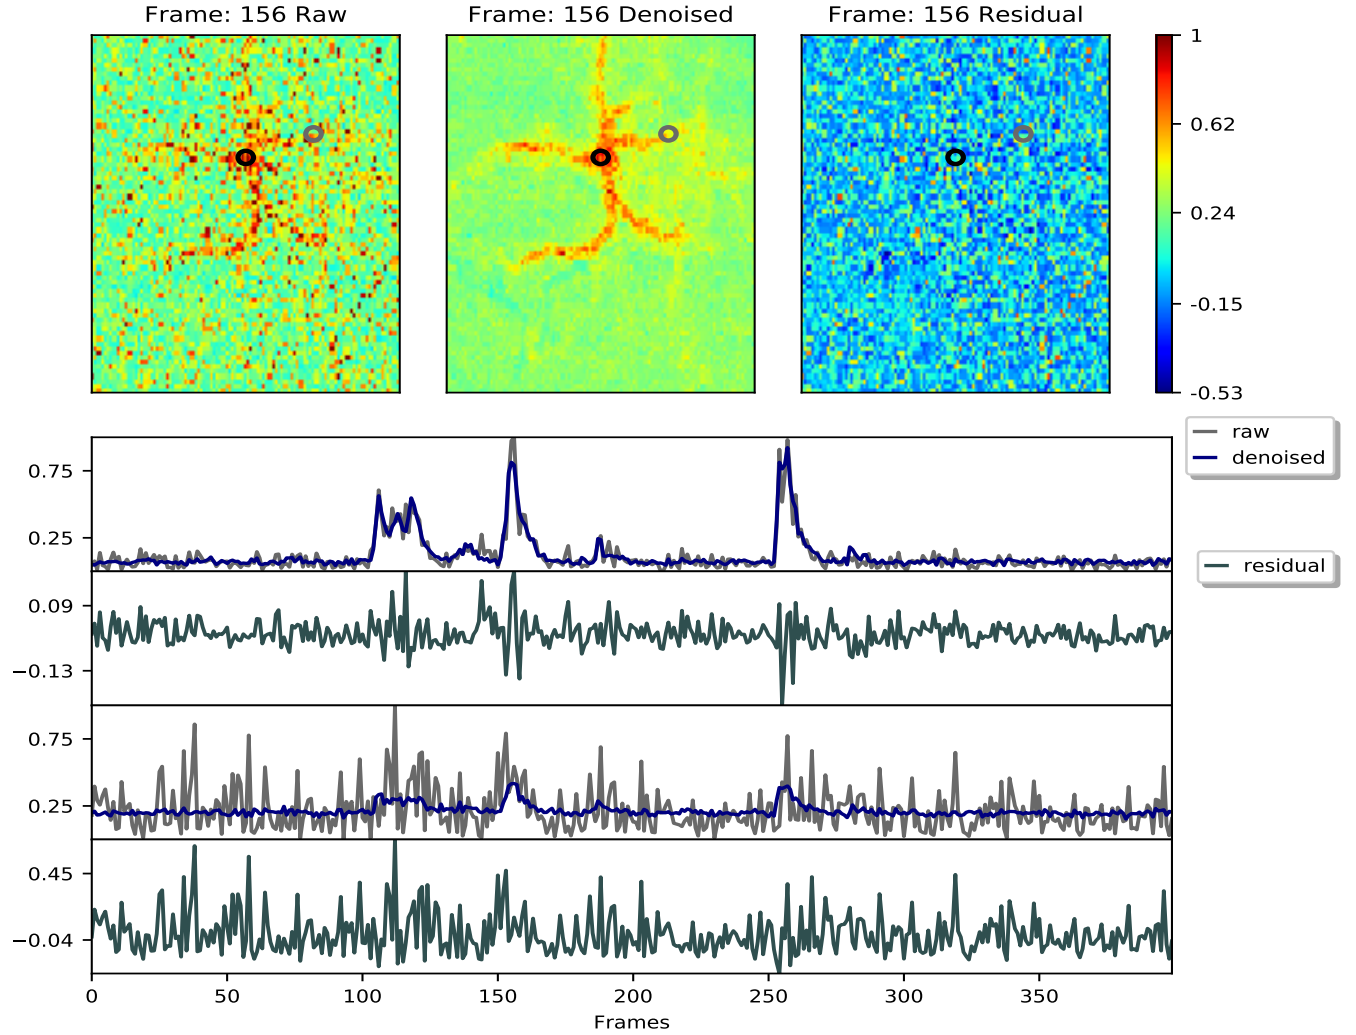 Frame: 156 Raw
Frame: 156 Denoised
Frame: 156 Residual
1
0.62
0.24
-0.15
-0.53
raw
denoised
residual
0.75
0.25
0.09
−0.13
0.75
0.25
0.45
−0.04
0 50 100 150 200 250 300 350
Frames